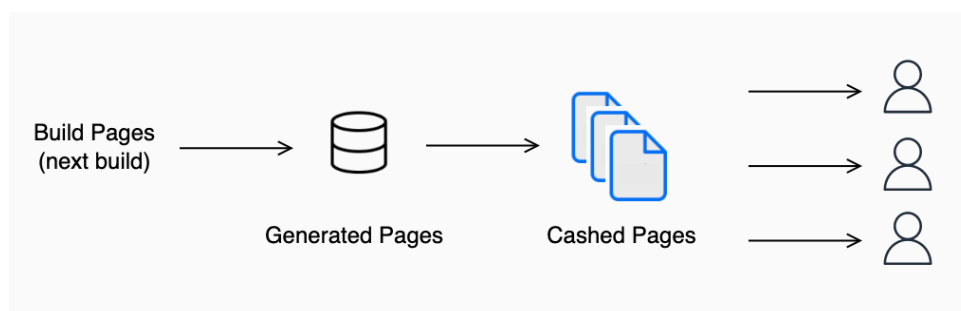 Build Pages
(next build)
Generated Pages
Cashed Pages